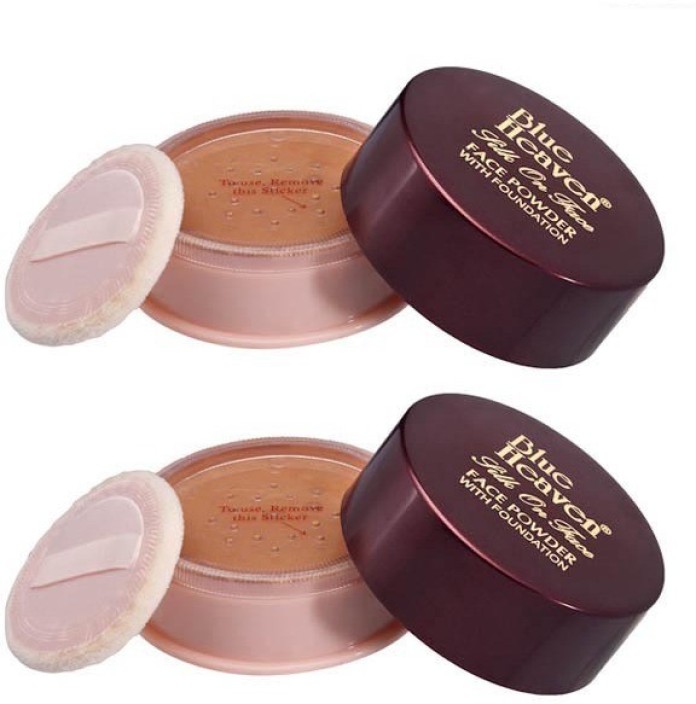 Blue
Heaven®
Silk On Face
FACE POWDER
WITH FOUNDATION
To use, Remove
this Sticker
Blue
Heaven®
Silk On Face
FACE POWDER
WITH FOUNDATION
To use, Remove
this Sticker